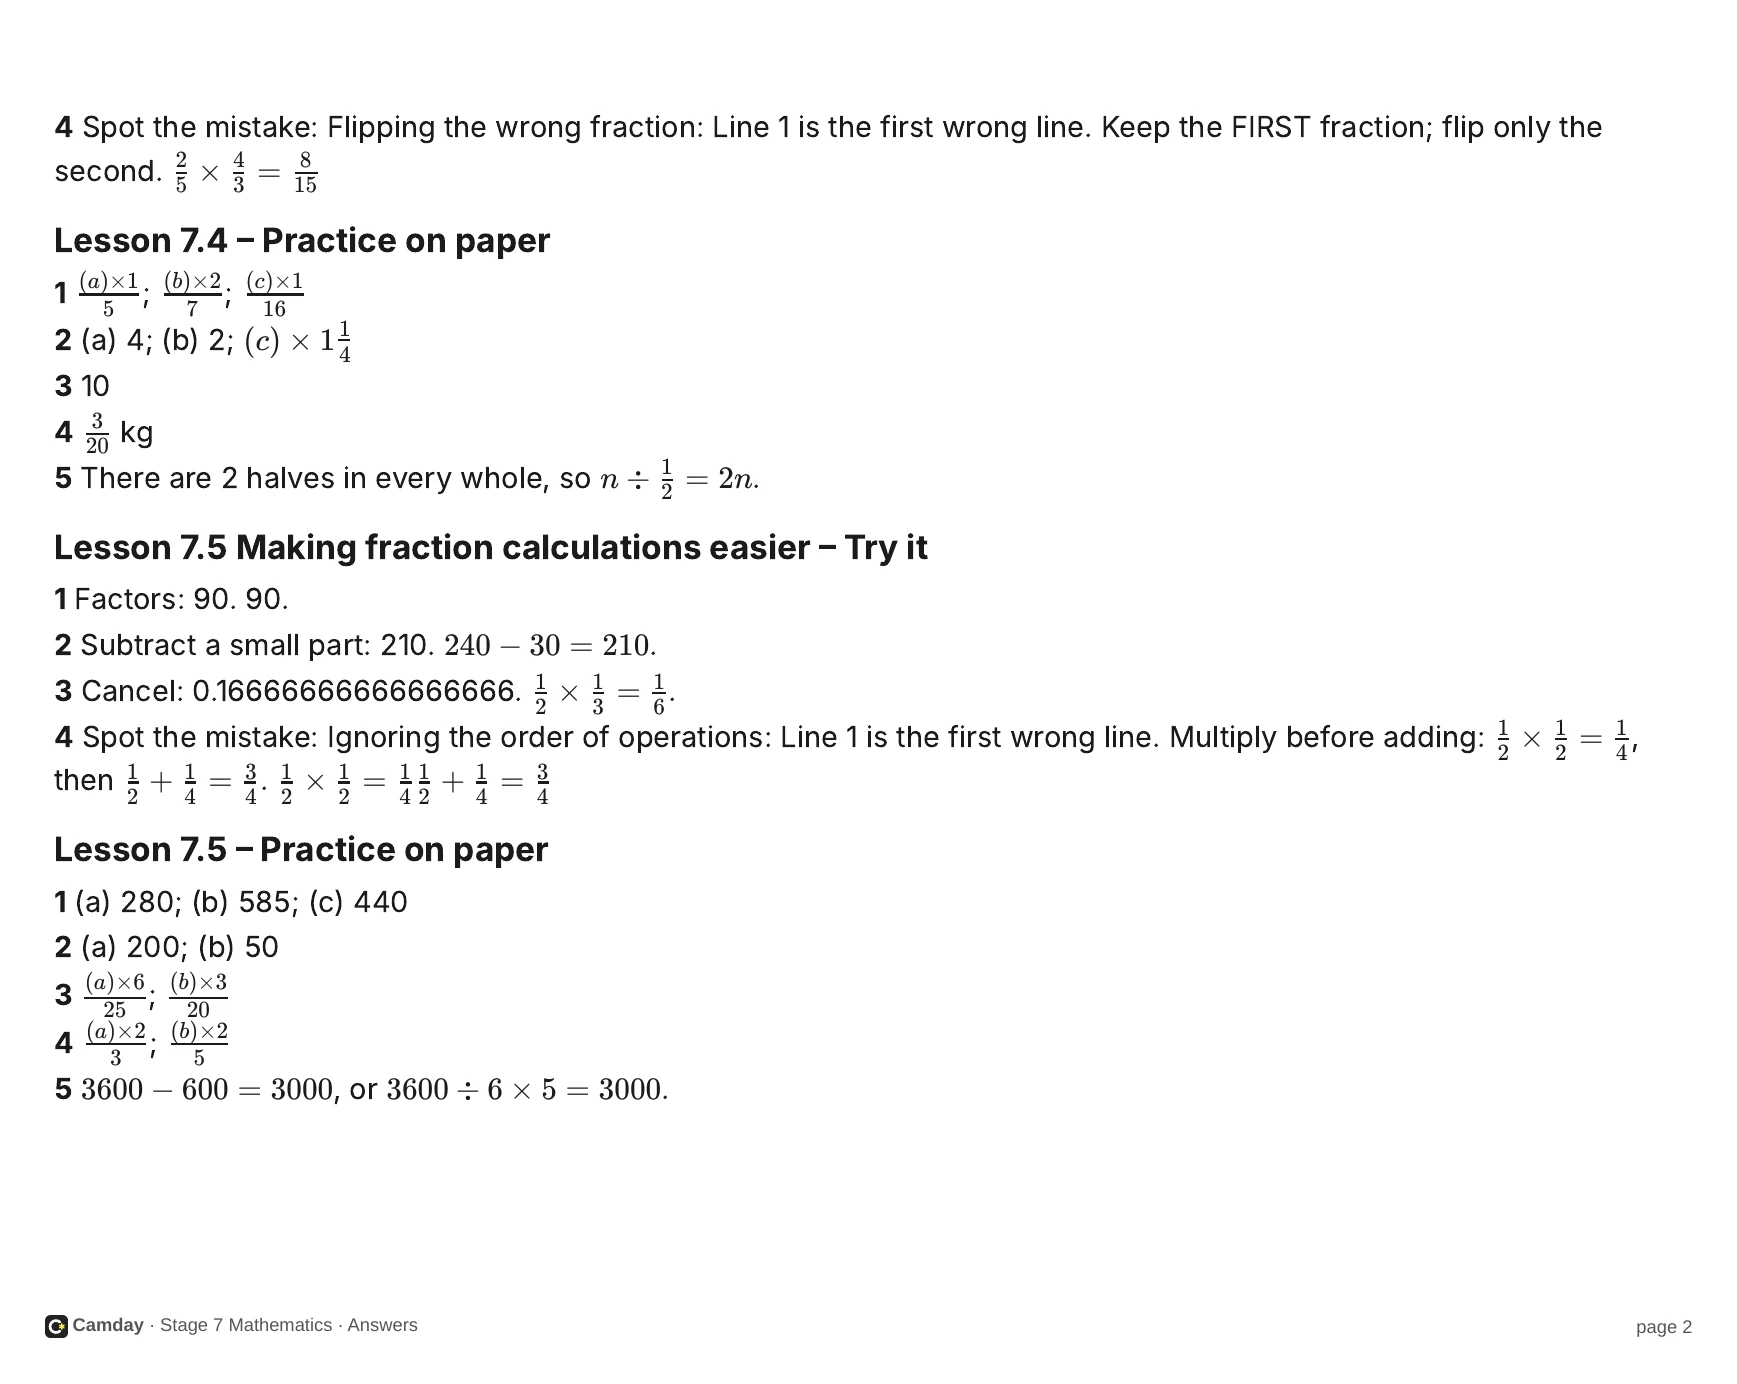 4 Spot the mistake: Flipping the wrong fraction: Line 1 is the first wrong line. Keep the FIRST fraction; flip only the
second. 2/5 × 4/3 = 8/15
Lesson 7.4 – Practice on paper
1 (a)×1/5; (b)×2/7; (c)×1/16
2 (a) 4; (b) 2; (c) × 1 1/4
3 10
4 3/20 kg
5 There are 2 halves in every whole, so n ÷ 1/2 = 2n.
Lesson 7.5 Making fraction calculations easier – Try it
1 Factors: 90. 90.
2 Subtract a small part: 210. 240 − 30 = 210.
3 Cancel: 0.16666666666666666. 1/2 × 1/3 = 1/6.
4 Spot the mistake: Ignoring the order of operations: Line 1 is the first wrong line. Multiply before adding: 1/2 × 1/2 = 1/4,
then 1/2 + 1/4 = 3/4. 1/2 × 1/2 = 1/4 1/2 + 1/4 = 3/4
Lesson 7.5 – Practice on paper
1 (a) 280; (b) 585; (c) 440
2 (a) 200; (b) 50
3 (a)×6/25; (b)×3/20
4 (a)×2/3; (b)×2/5
5 3600 − 600 = 3000, or 3600 ÷ 6 × 5 = 3000.
Camday · Stage 7 Mathematics · Answers
page 2